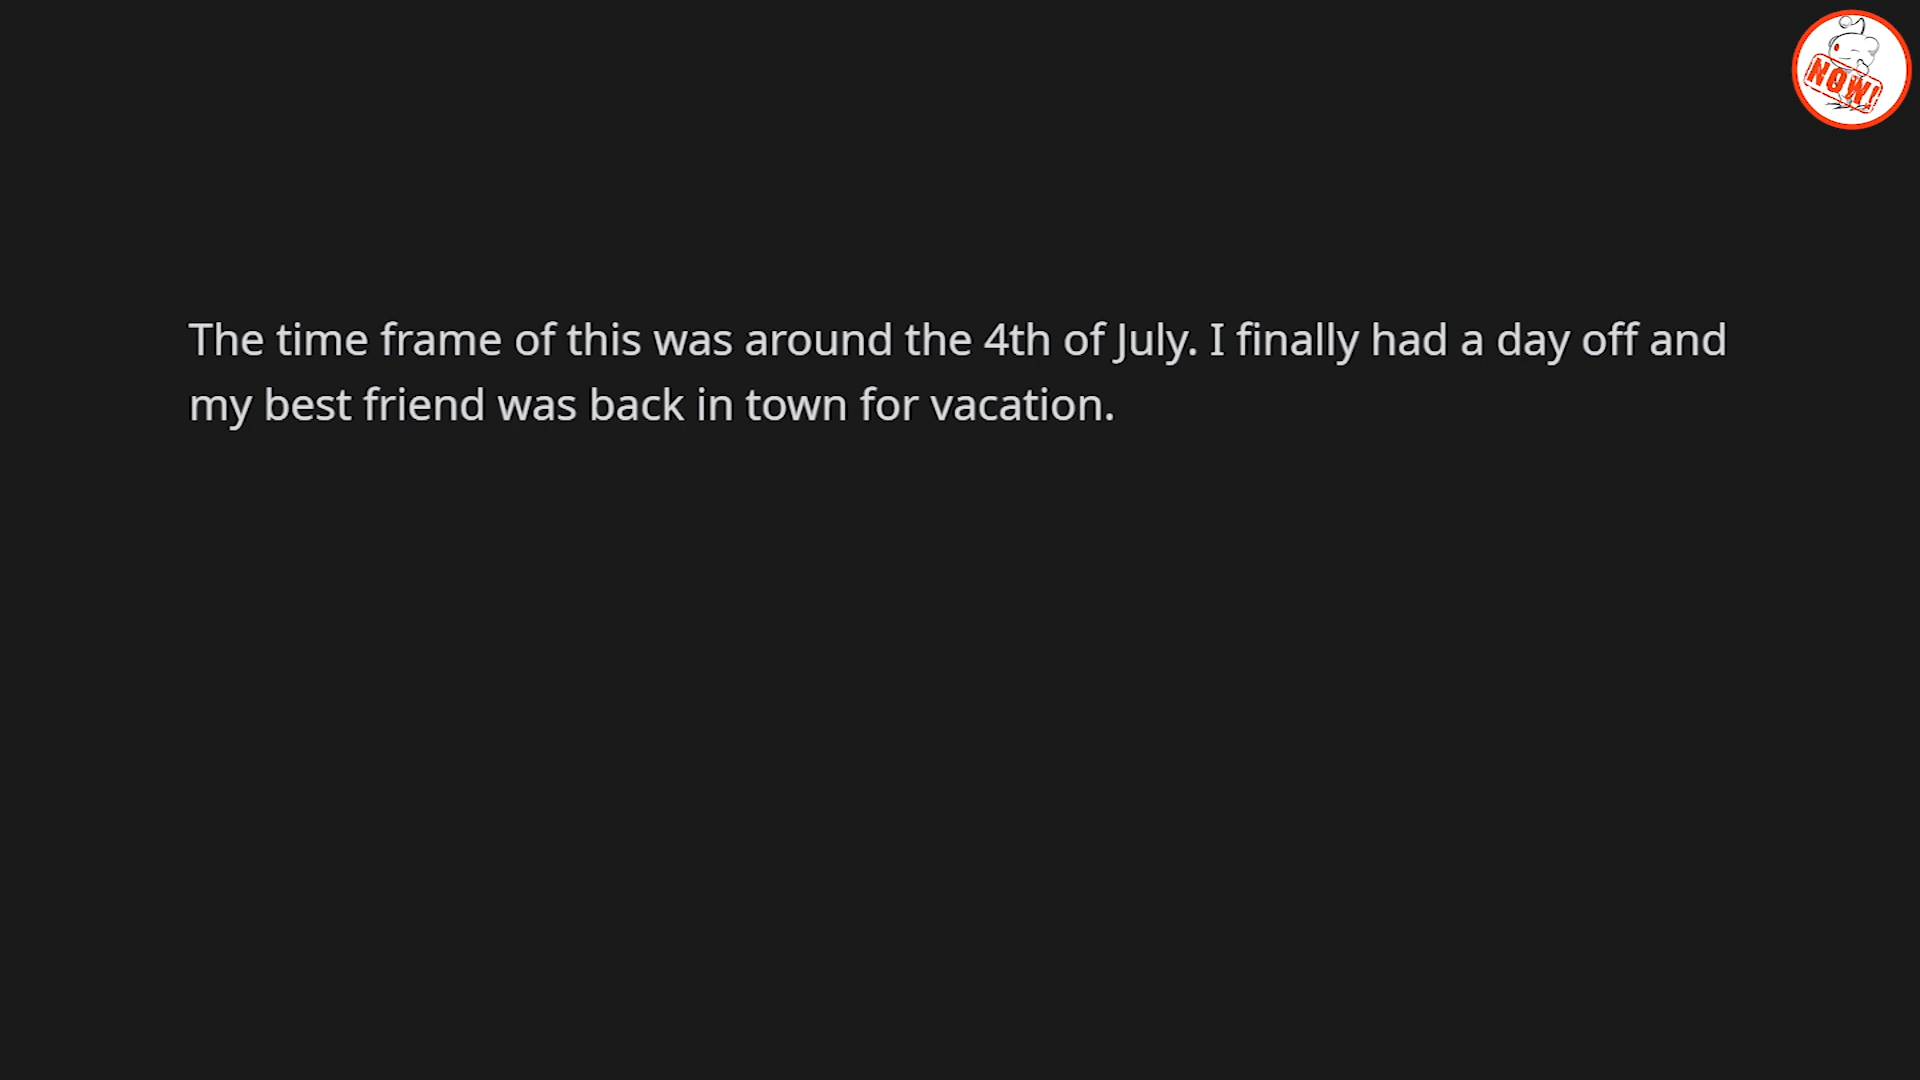 NOW!
The time frame of this was around the 4th of July. I finally had a day off and
my best friend was back in town for vacation.